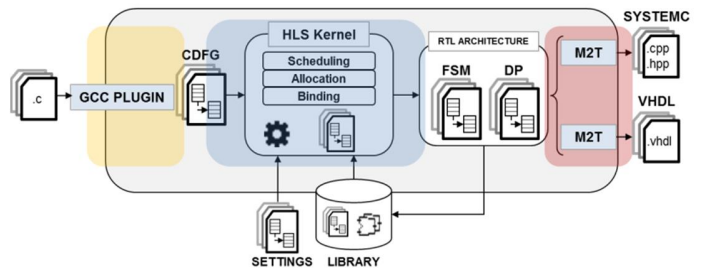 SYSTEMC
HLS Kernel
CDFG
Scheduling
Allocation
Binding
RTL ARCHITECTURE
FSM
DP
M2T
.cpp
.hpp
.c
GCC PLUGIN
VHDL
M2T
.vhdl
SETTINGS
LIBRARY